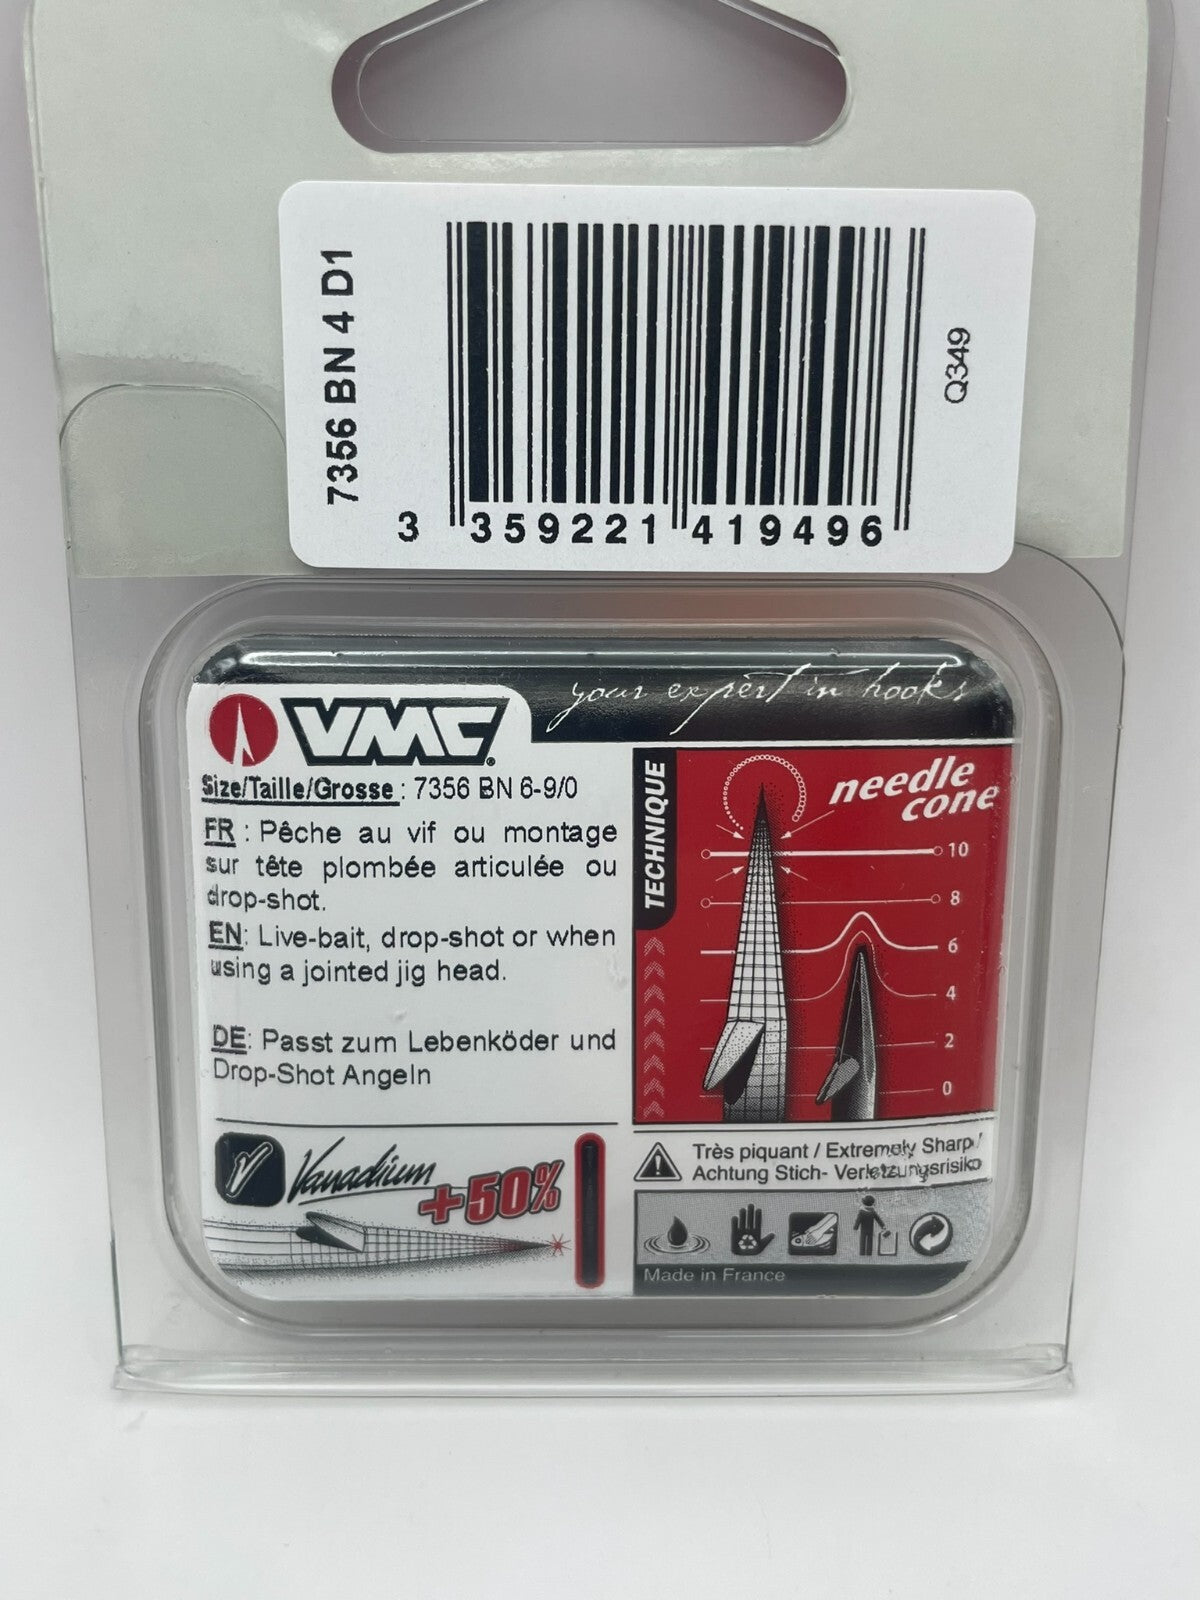 7356 BN 4 D1
Q349
3 359221 419496
VMC
your expert in hooks
Size/Taille/Grosse : 7356 BN 6-9/0
FR : Pêche au vif ou montage
sur tête plombée articulée ou
drop-shot.
EN: Live-bait, drop-shot or when
using a jointed jig head.
DE: Passt zum Lebenköder und
Drop-Shot Angeln
Vanadium
+50%
TECHNIQUE
needle
cone
10
8
6
4
2
0
Très piquant / Extremely Sharp /
Achtung Stich- Verletzungsrisiko
Made in France